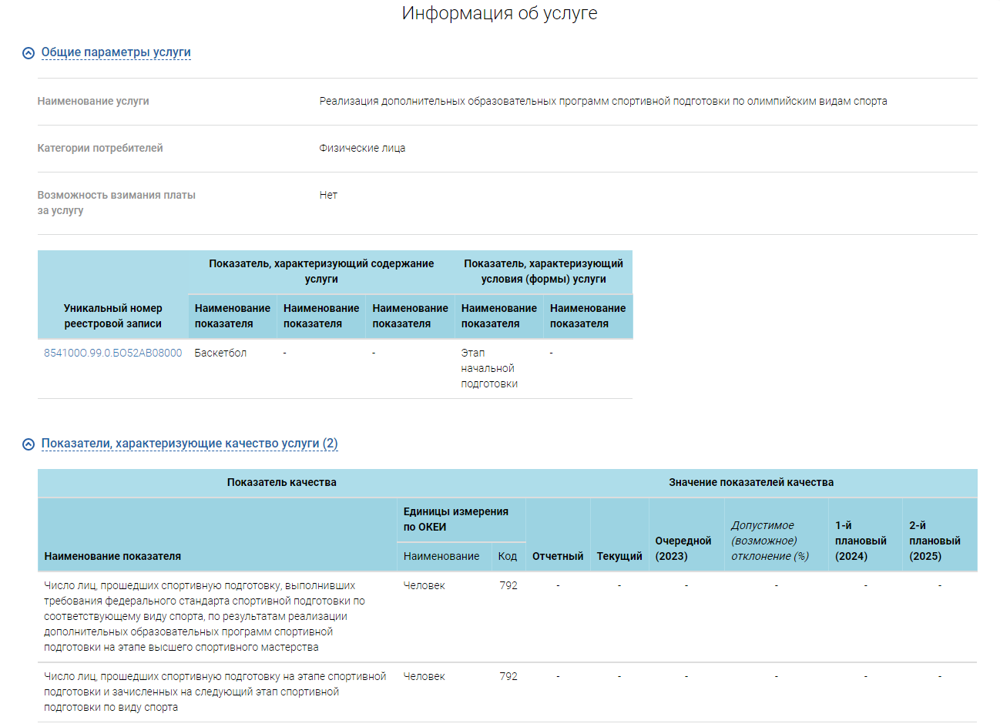 Информация об услуге
Общие параметры услуги
Наименование услуги
Реализация дополнительных образовательных программ спортивной подготовки по олимпийским видам спорта
Категории потребителей
Физические лица
Возможность взимания платы
за услугу
Нет
Уникальный номер
реестровой записи
Показатель, характеризующий содержание
услуги
Показатель, характеризующий
условия (формы) услуги
Наименование
показателя
Наименование
показателя
Наименование
показателя
Наименование
показателя
Наименование
показателя
854100О.99.0.БО52АВ08000
Баскетбол
-
-
Этап
начальной
подготовки
-
Показатели, характеризующие качество услуги (2)
Показатель качества
Значение показателей качества
Наименование показателя
Единицы измерения
по ОКЕИ
Наименование
Код
Отчетный
Текущий
Очередной
(2023)
Допустимое
(возможное)
отклонение (%)
1-й
плановый
(2024)
2-й
плановый
(2025)
Число лиц, прошедших спортивную подготовку, выполнивших
требования федерального стандарта спортивной подготовки по
соответствующему виду спорта, по результатам реализации
дополнительных образовательных программ спортивной
подготовки на этапе высшего спортивного мастерства
Человек
792
-
-
-
-
-
-
Число лиц, прошедших спортивную подготовку на этапе спортивной
подготовки и зачисленных на следующий этап спортивной
подготовки по виду спорта
Человек
792
-
-
-
-
-
-